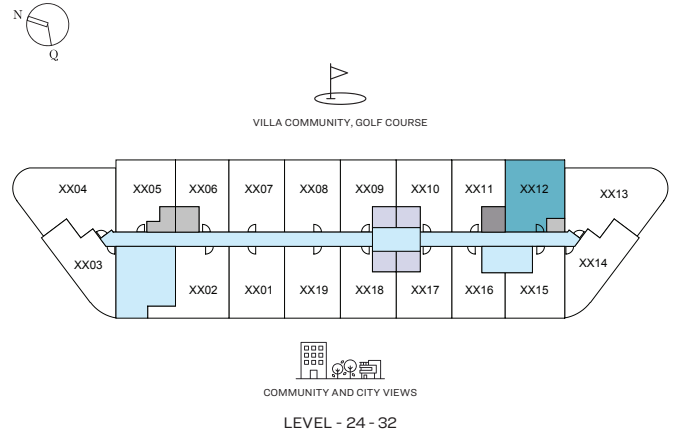 N
Q
VILLA COMMUNITY, GOLF COURSE
XX04 XX05 XX06 XX07 XX08 XX09 XX10 XX11 XX12 XX13
XX03 XX02 XX01 XX19 XX18 XX17 XX16 XX15 XX14
COMMUNITY AND CITY VIEWS
LEVEL - 24 - 32